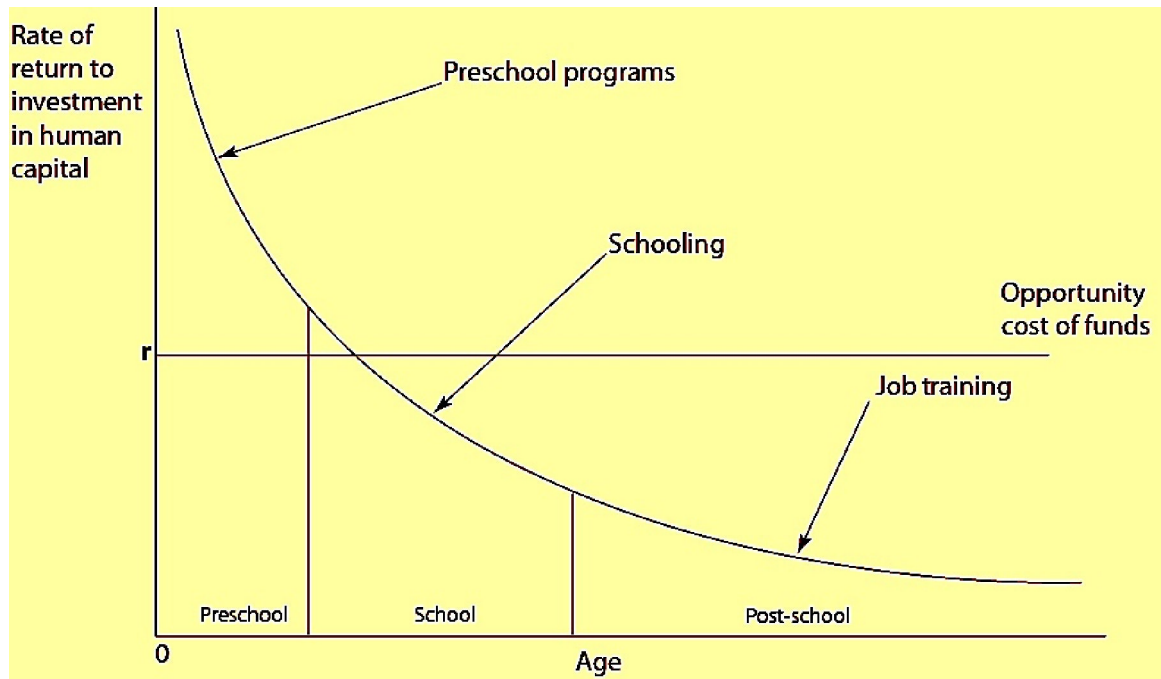 Rate of
return to
investment
in human
capital
Preschool programs
Schooling
Opportunity
cost of funds
r
Job training
Preschool
School
Post-school
0
Age